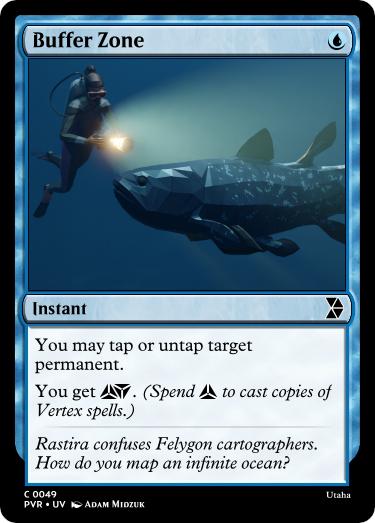 Buffer Zone
Instant
You may tap or untap target
permanent.
You get . (Spend to cast copies of
Vertex spells.)
Rastira confuses Felygon cartographers.
How do you map an infinite ocean?
C 0049
PVR • UV Adam Midzuk
Utaha